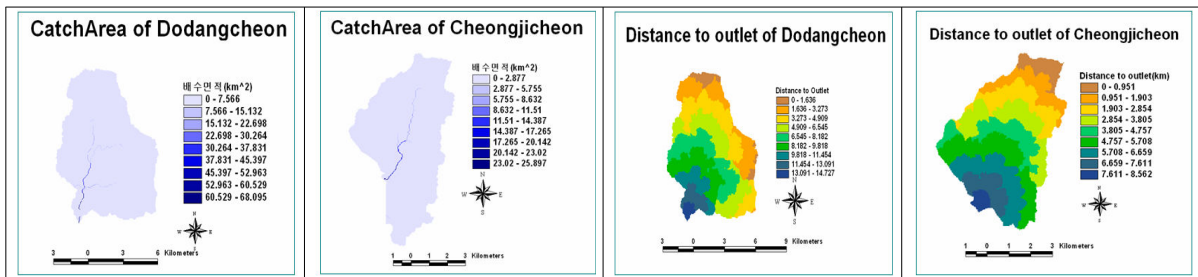 CatchArea of Dodangcheon
배수면적(km^2)
0 - 7.566
7.566 - 15.132
15.132 - 22.698
22.698 - 30.264
30.264 - 37.831
37.831 - 45.397
45.397 - 52.963
52.963 - 60.529
60.529 - 68.095
N
W E
S
3 0 3 6 Kilometers
CatchArea of Cheongjicheon
배수면적(km^2)
0 - 2.877
2.877 - 5.755
5.755 - 8.632
8.632 - 11.51
11.51 - 14.387
14.387 - 17.265
17.265 - 20.142
20.142 - 23.02
23.02 - 25.897
N
W E
S
1 0 1 2 3 Kilometers
Distance to outlet of Dodangcheon
Distance to Outlet
0 - 1.636
1.636 - 3.273
3.273 - 4.909
4.909 - 6.545
6.545 - 8.182
8.182 - 9.818
9.818 - 11.454
11.454 - 13.091
13.091 - 14.727
N
W E
S
3 0 3 6 9 Kilometers
Distance to outlet of Cheongjicheon
Distance to outlet(km)
0 - 0.951
0.951 - 1.903
1.903 - 2.854
2.854 - 3.805
3.805 - 4.757
4.757 - 5.708
5.708 - 6.659
6.659 - 7.611
7.611 - 8.562
N
W E
S
1 0 1 2 3 Kilometers